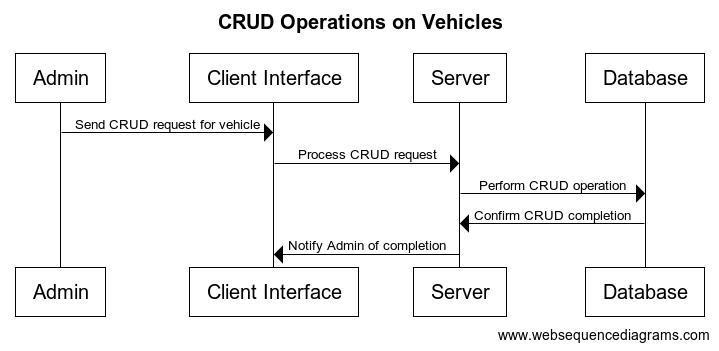 CRUD Operations on Vehicles
Admin Client Interface Server Database
Send CRUD request for vehicle
Process CRUD request
Perform CRUD operation
Confirm CRUD completion
Notify Admin of completion
Admin Client Interface Server Database
www.websequencediagrams.com